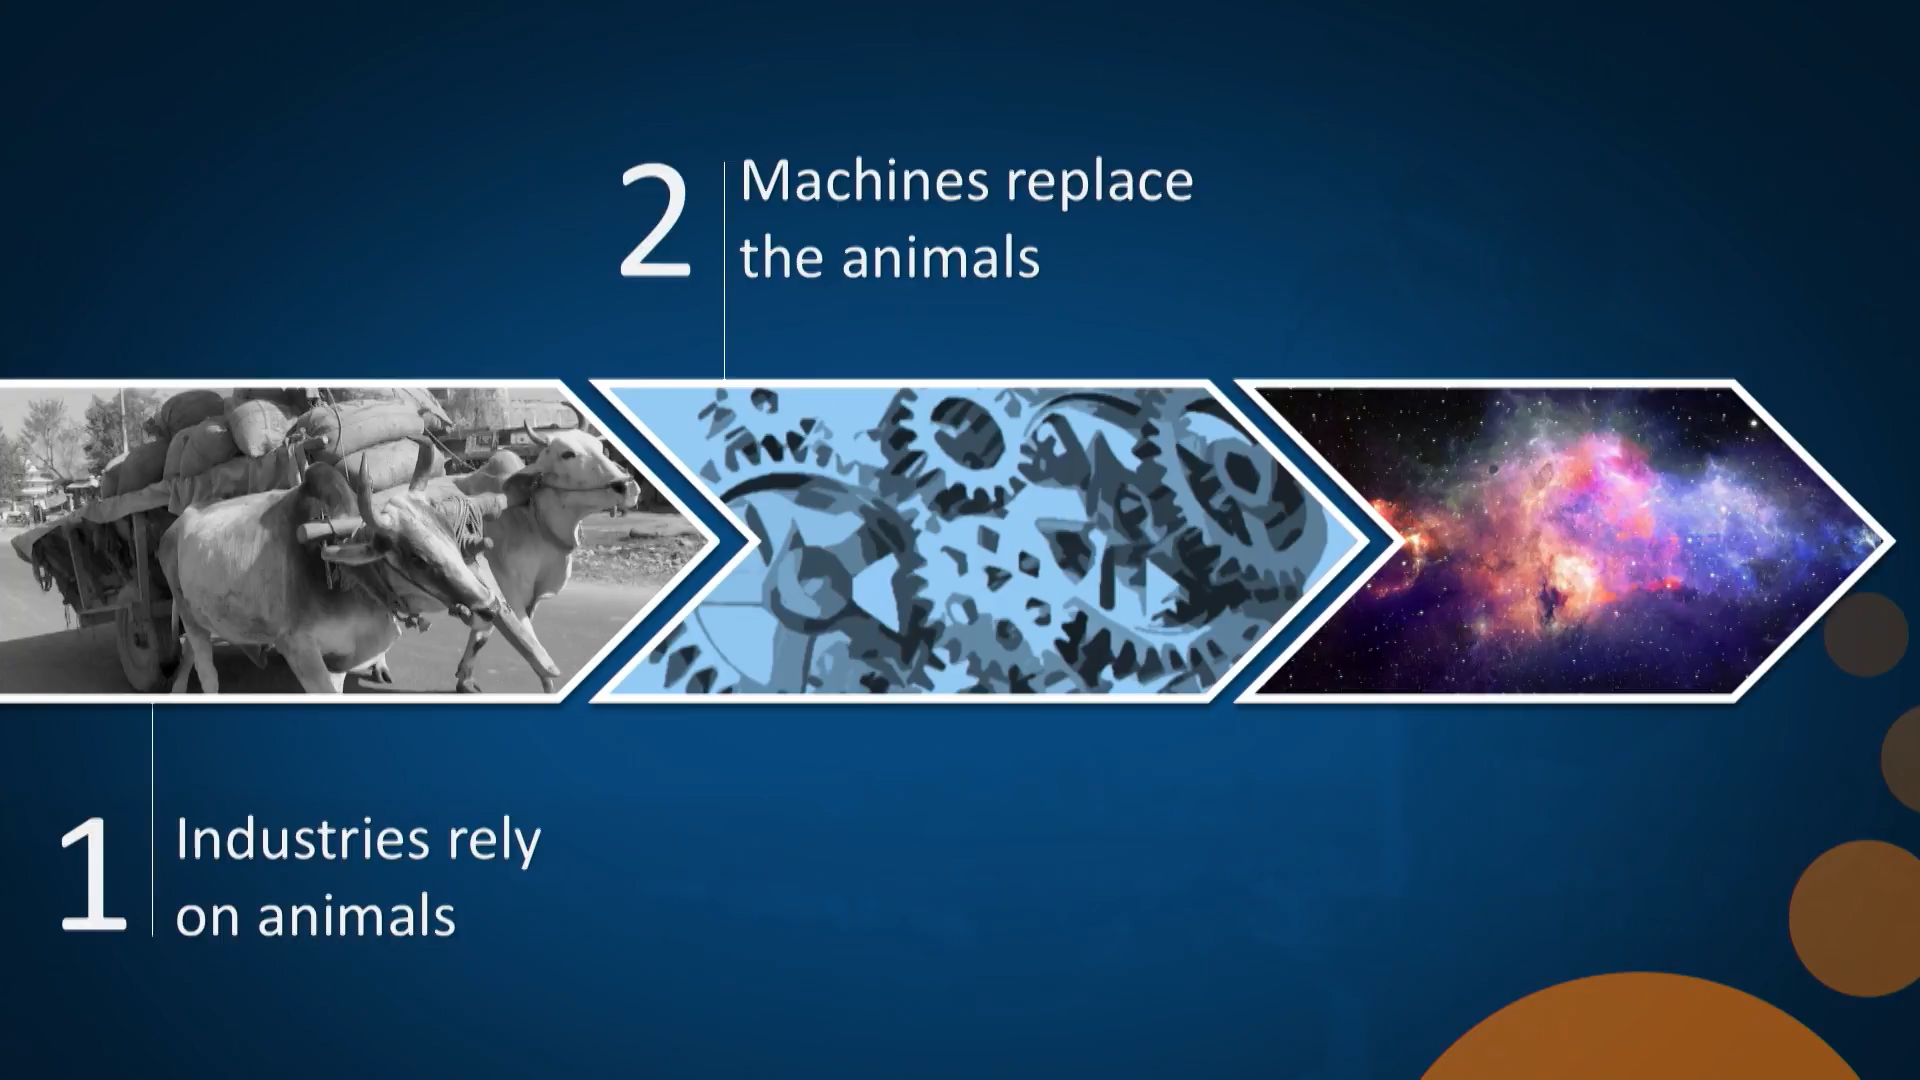 2
Machines replace
the animals
1
Industries rely
on animals